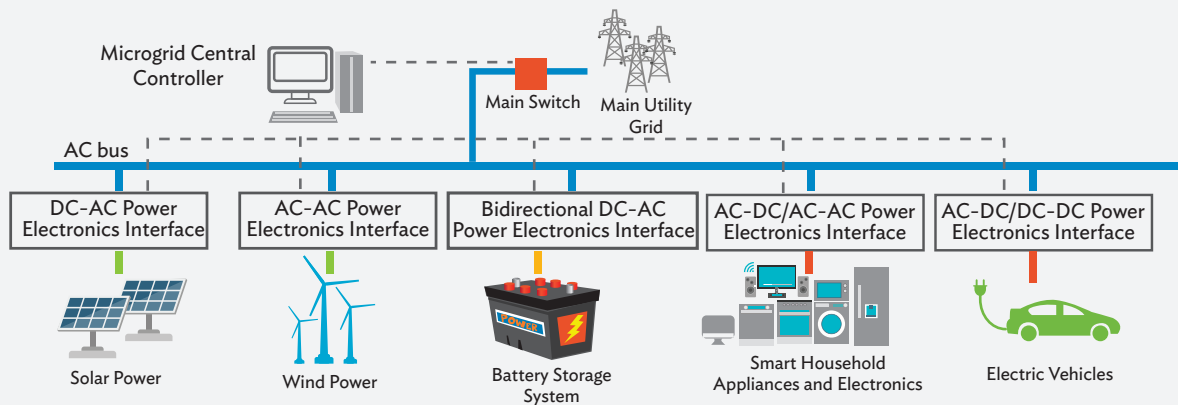 Microgrid Central
Controller
Main Switch
Main Utility
Grid
AC bus
DC-AC Power
Electronics Interface
AC-AC Power
Electronics Interface
Bidirectional DC-AC
Power Electronics Interface
AC-DC/AC-AC Power
Electronics Interface
AC-DC/DC-DC Power
Electronics Interface
POWER
Solar Power
Wind Power
Battery Storage
System
Smart Household
Appliances and Electronics
Electric Vehicles